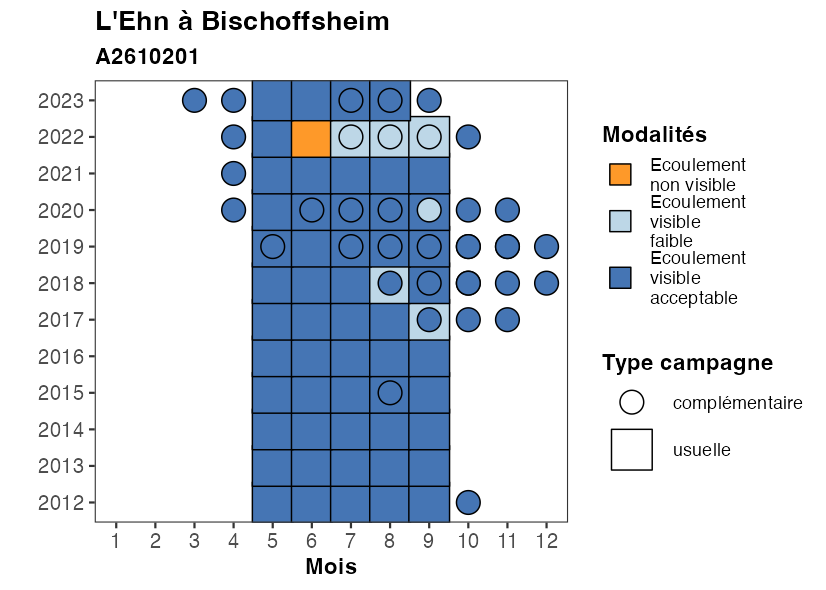 L'Ehn à Bischoffsheim
A2610201
2023
2022
2021
2020
2019
2018
2017
2016
2015
2014
2013
2012
1 2 3 4 5 6 7 8 9 10 11 12
Mois
Modalités
Ecoulement
non visible
Ecoulement
visible
faible
Ecoulement
visible
acceptable
Type campagne
complémentaire
usuelle